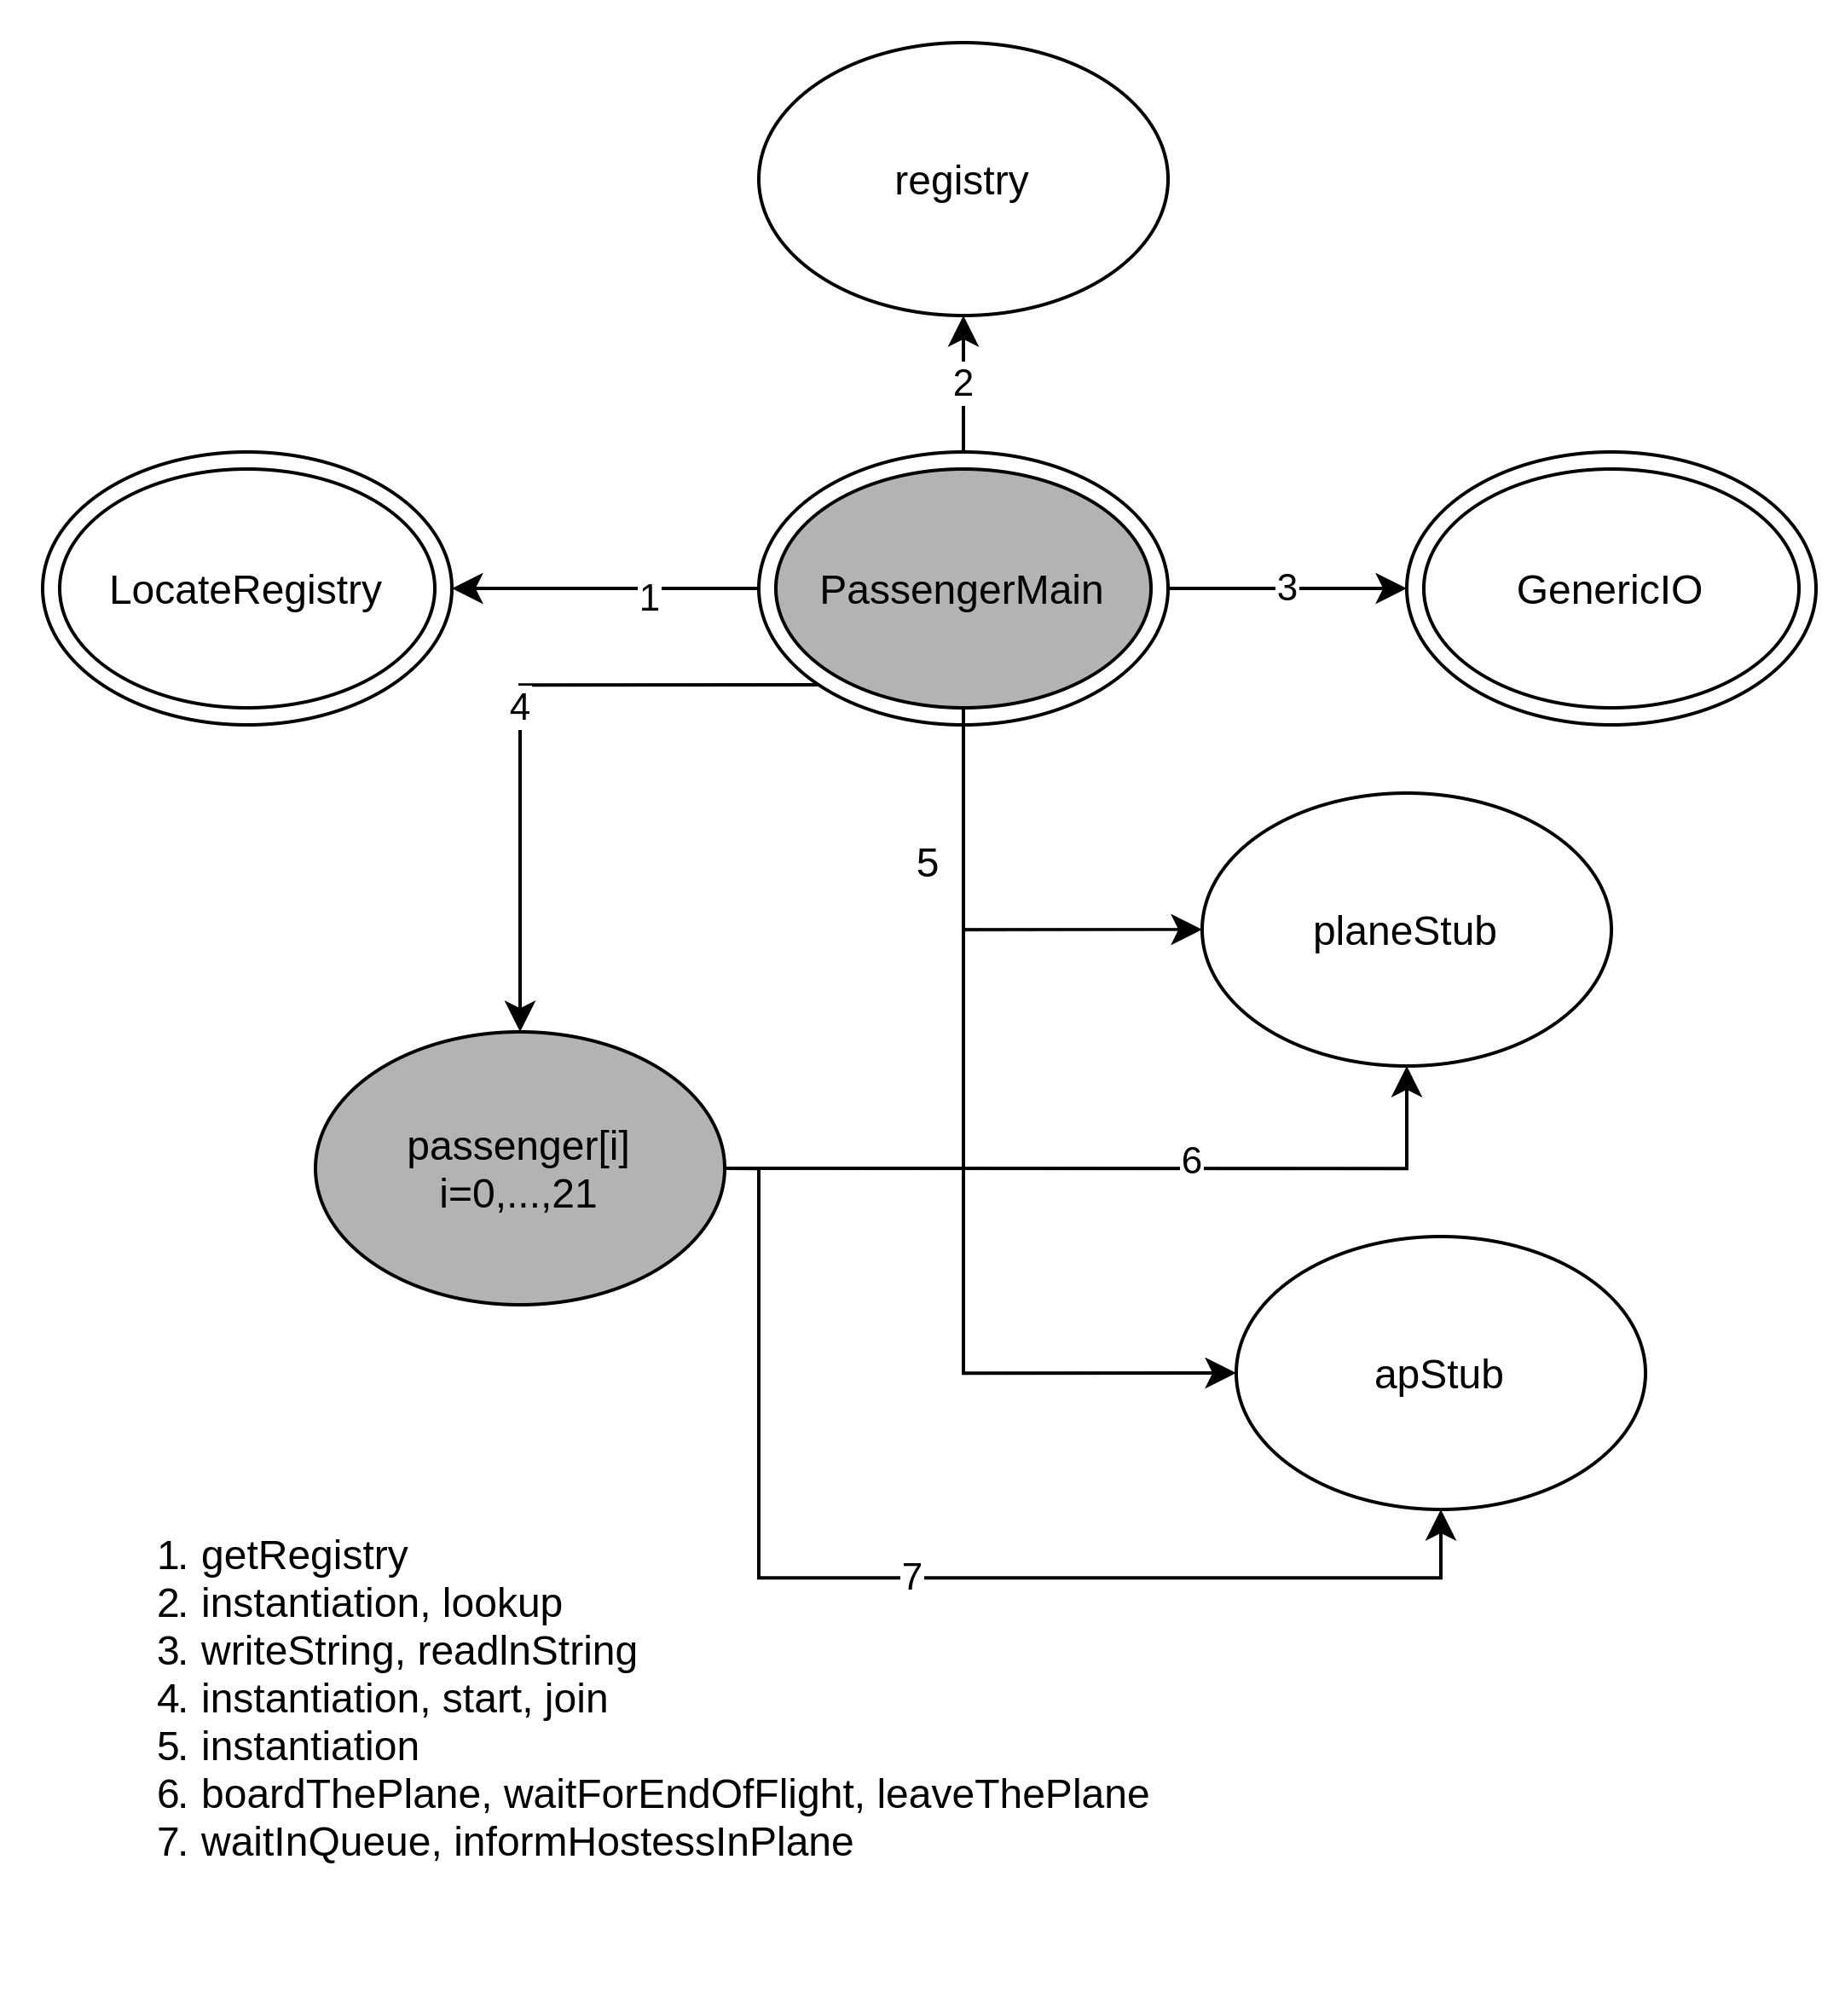 registry
2
LocateRegistry
1
PassengerMain
3
GenericIO
4
5
planeStub
passenger[i]
i=0,...,21
6
apStub
7
1. getRegistry
2. instantiation, lookup
3. writeString, readlnString
4. instantiation, start, join
5. instantiation
6. boardThePlane, waitForEndOfFlight, leaveThePlane
7. waitInQueue, informHostessInPlane